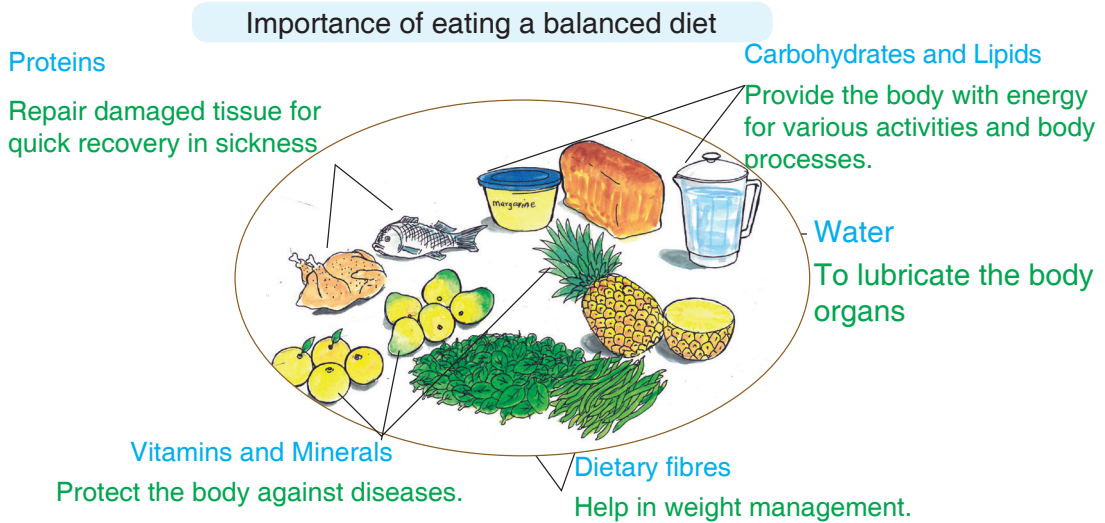 Importance of eating a balanced diet
Proteins
Repair damaged tissue for
quick recovery in sickness
Carbohydrates and Lipids
Provide the body with energy
for various activities and body
processes.
margarine
Water
To lubricate the body
organs
Vitamins and Minerals
Protect the body against diseases.
Dietary fibres
Help in weight management.